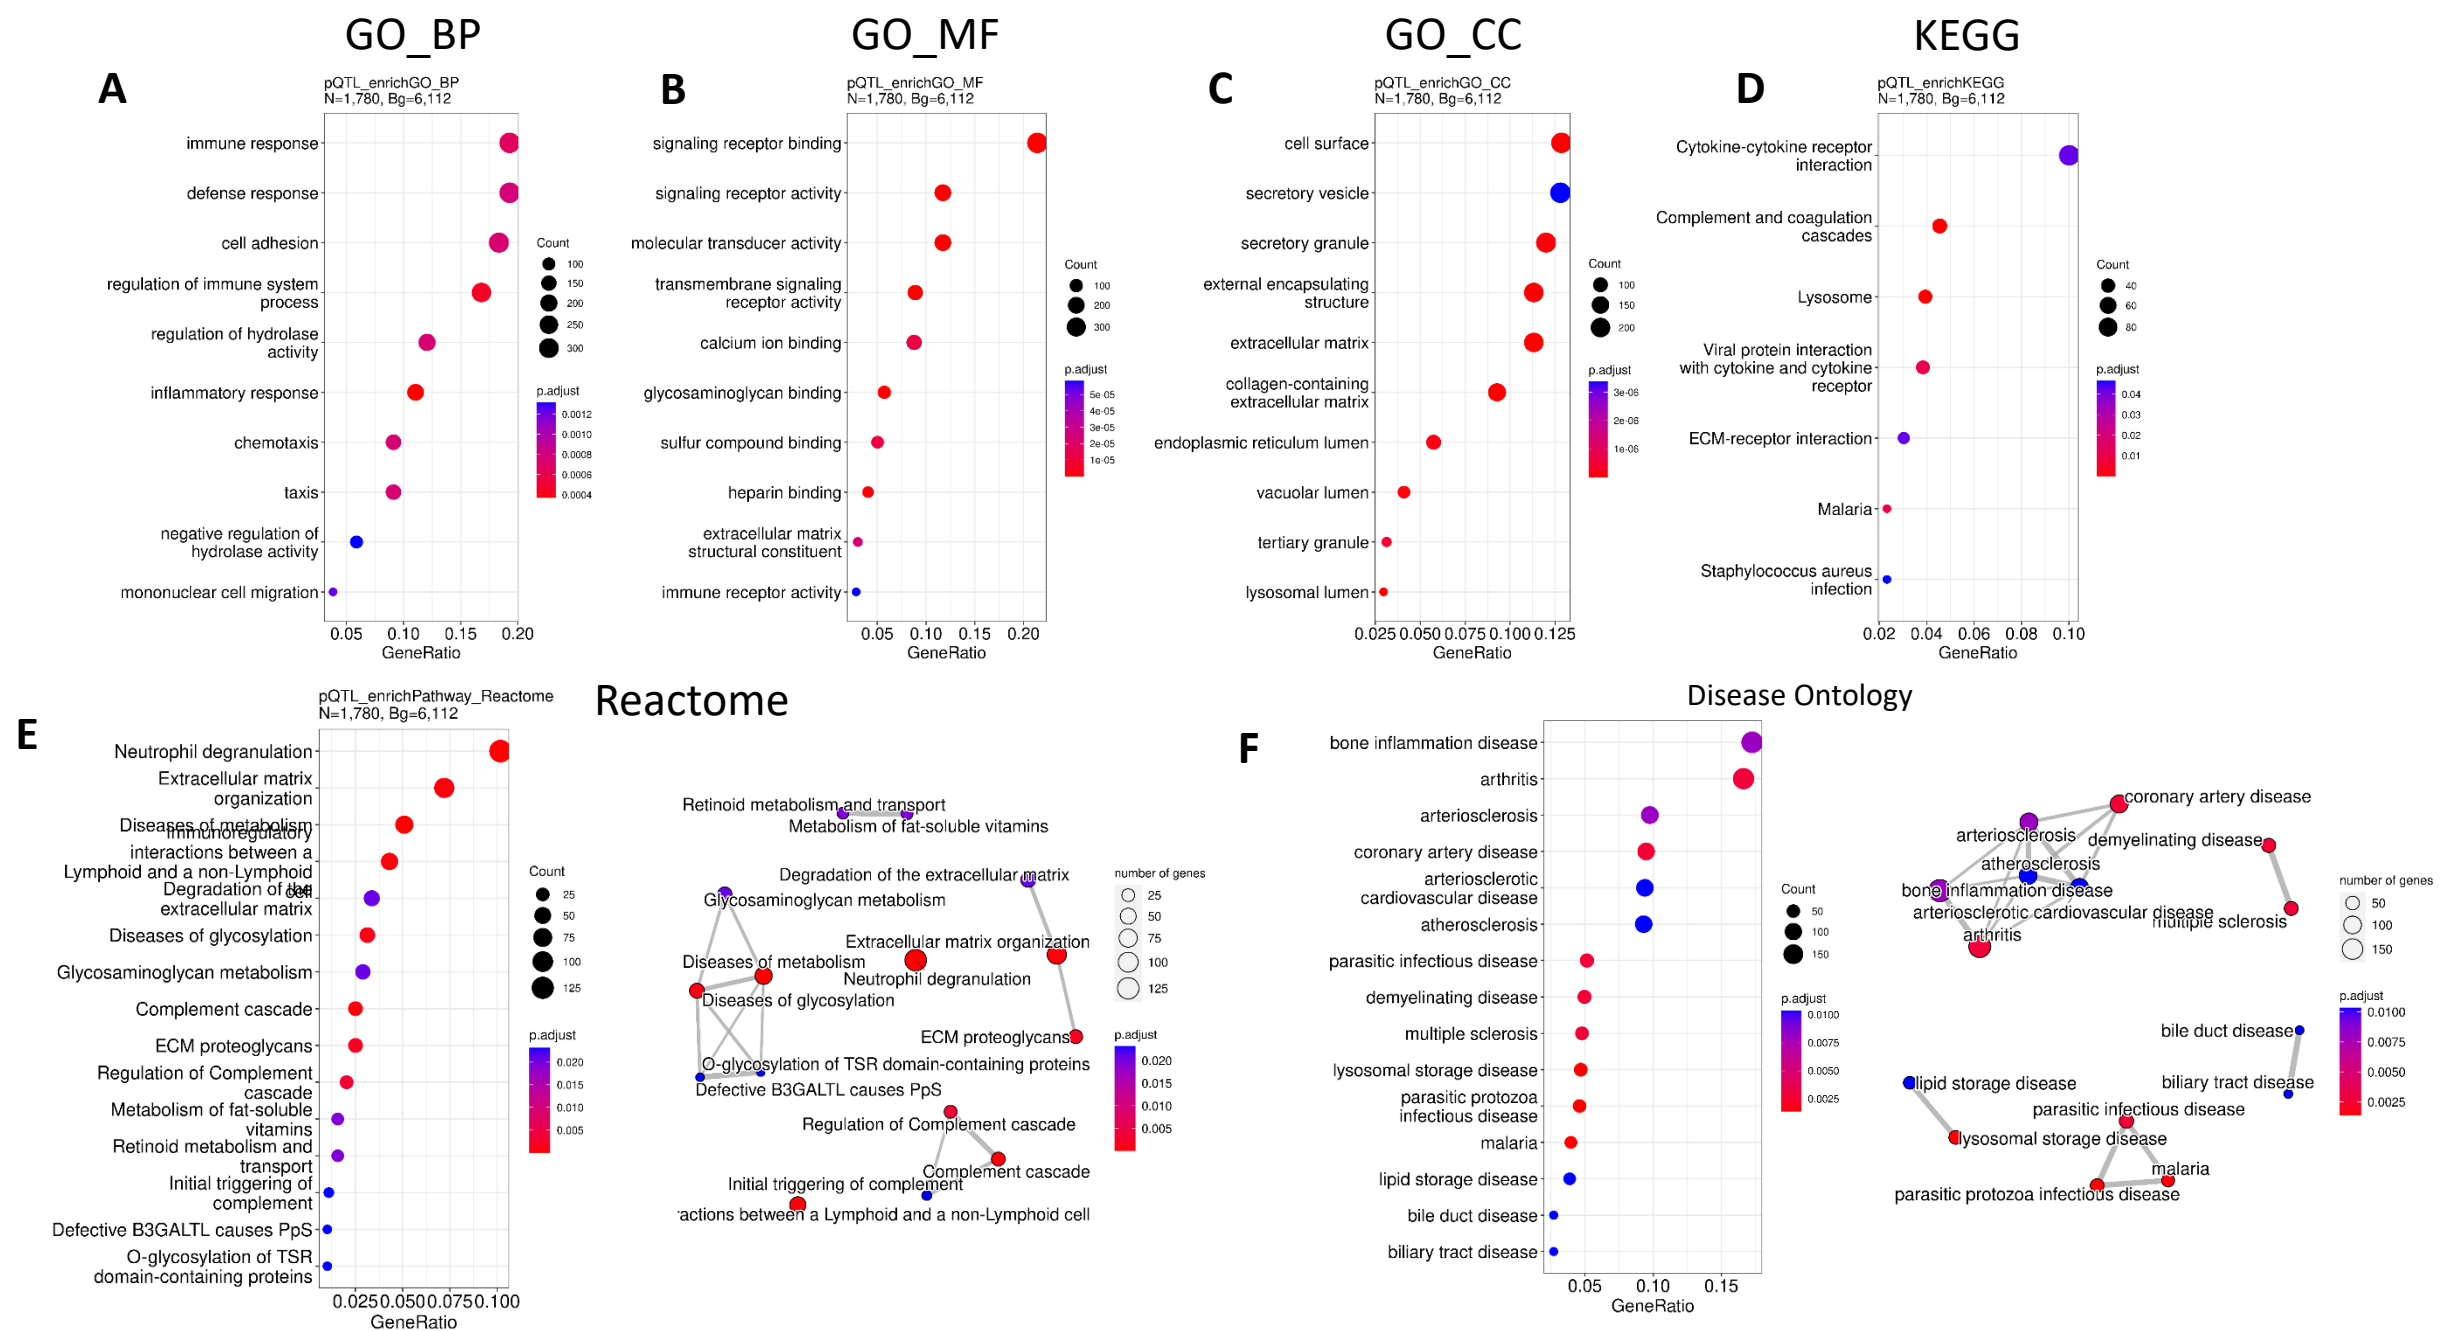 GO_BP
GO_MF
GO_CC
KEGG
A
pQTL_enrichGO_BP
N=1,780, Bg=6,112
immune response
defense response
cell adhesion
regulation of immune system
process
regulation of hydrolase
activity
inflammatory response
chemotaxis
taxis
negative regulation of
hydrolase activity
mononuclear cell migration
0.05 0.10 0.15 0.20
GeneRatio
Count
100
150
200
250
300
p.adjust
0.0012
0.0010
0.0008
0.0006
0.0004
B
pQTL_enrichGO_MF
N=1,780, Bg=6,112
signaling receptor binding
signaling receptor activity
molecular transducer activity
transmembrane signaling
receptor activity
calcium ion binding
glycosaminoglycan binding
sulfur compound binding
heparin binding
extracellular matrix
structural constituent
immune receptor activity
0.05 0.10 0.15 0.20
GeneRatio
Count
100
200
300
p.adjust
5e-05
4e-05
3e-05
2e-05
1e-05
C
pQTL_enrichGO_CC
N=1,780, Bg=6,112
cell surface
secretory vesicle
secretory granule
external encapsulating
structure
extracellular matrix
collagen-containing
extracellular matrix
endoplasmic reticulum lumen
vacuolar lumen
tertiary granule
lysosomal lumen
0.025 0.050 0.075 0.100 0.125
GeneRatio
Count
100
150
200
p.adjust
3e-06
2e-06
1e-06
D
pQTL_enrichKEGG
N=1,780, Bg=6,112
Cytokine-cytokine receptor
interaction
Complement and coagulation
cascades
Lysosome
Viral protein interaction
with cytokine and cytokine
receptor
ECM-receptor interaction
Malaria
Staphylococcus aureus
infection
0.02 0.04 0.06 0.08 0.10
GeneRatio
Count
40
60
80
p.adjust
0.04
0.03
0.02
0.01
Reactome
E
pQTL_enrichPathway_Reactome
N=1,780, Bg=6,112
Neutrophil degranulation
Extracellular matrix
organization
Diseases of metabolism
Immunoregulatory
interactions between a
Lymphoid and a non-Lymphoid
cell
Degradation of the
extracellular matrix
Diseases of glycosylation
Glycosaminoglycan metabolism
Complement cascade
ECM proteoglycans
Regulation of Complement
cascade
Metabolism of fat-soluble
vitamins
Retinoid metabolism and
transport
Initial triggering of
complement
Defective B3GALTL causes PpS
O-glycosylation of TSR
domain-containing proteins
0.025 0.050 0.075 0.100
GeneRatio
Count
25
50
75
100
125
p.adjust
0.020
0.015
0.010
0.005
Retinoid metabolism and transport
Metabolism of fat-soluble vitamins
Degradation of the extracellular matrix
Glycosaminoglycan metabolism
Extracellular matrix organization
Diseases of metabolism
Neutrophil degranulation
Diseases of glycosylation
ECM proteoglycans
O-glycosylation of TSR domain-containing proteins
Defective B3GALTL causes PpS
Regulation of Complement cascade
Complement cascade
Initial triggering of complement
actions between a Lymphoid and a non-Lymphoid cell
number of genes
25
50
75
100
125
p.adjust
0.020
0.015
0.010
0.005
Disease Ontology
F
bone inflammation disease
arthritis
arteriosclerosis
coronary artery disease
arteriosclerotic
cardiovascular disease
atherosclerosis
parasitic infectious disease
demyelinating disease
multiple sclerosis
lysosomal storage disease
parasitic protozoa
infectious disease
malaria
lipid storage disease
bile duct disease
biliary tract disease
0.05 0.10 0.15
GeneRatio
Count
50
100
150
p.adjust
0.0100
0.0075
0.0050
0.0025
coronary artery disease
arteriosclerosis
demyelinating disease
atherosclerosis
bone inflammation disease
arteriosclerotic cardiovascular disease
multiple sclerosis
arthritis
bile duct disease
lipid storage disease
biliary tract disease
parasitic infectious disease
lysosomal storage disease
malaria
parasitic protozoa infectious disease
number of genes
50
100
150
p.adjust
0.0100
0.0075
0.0050
0.0025